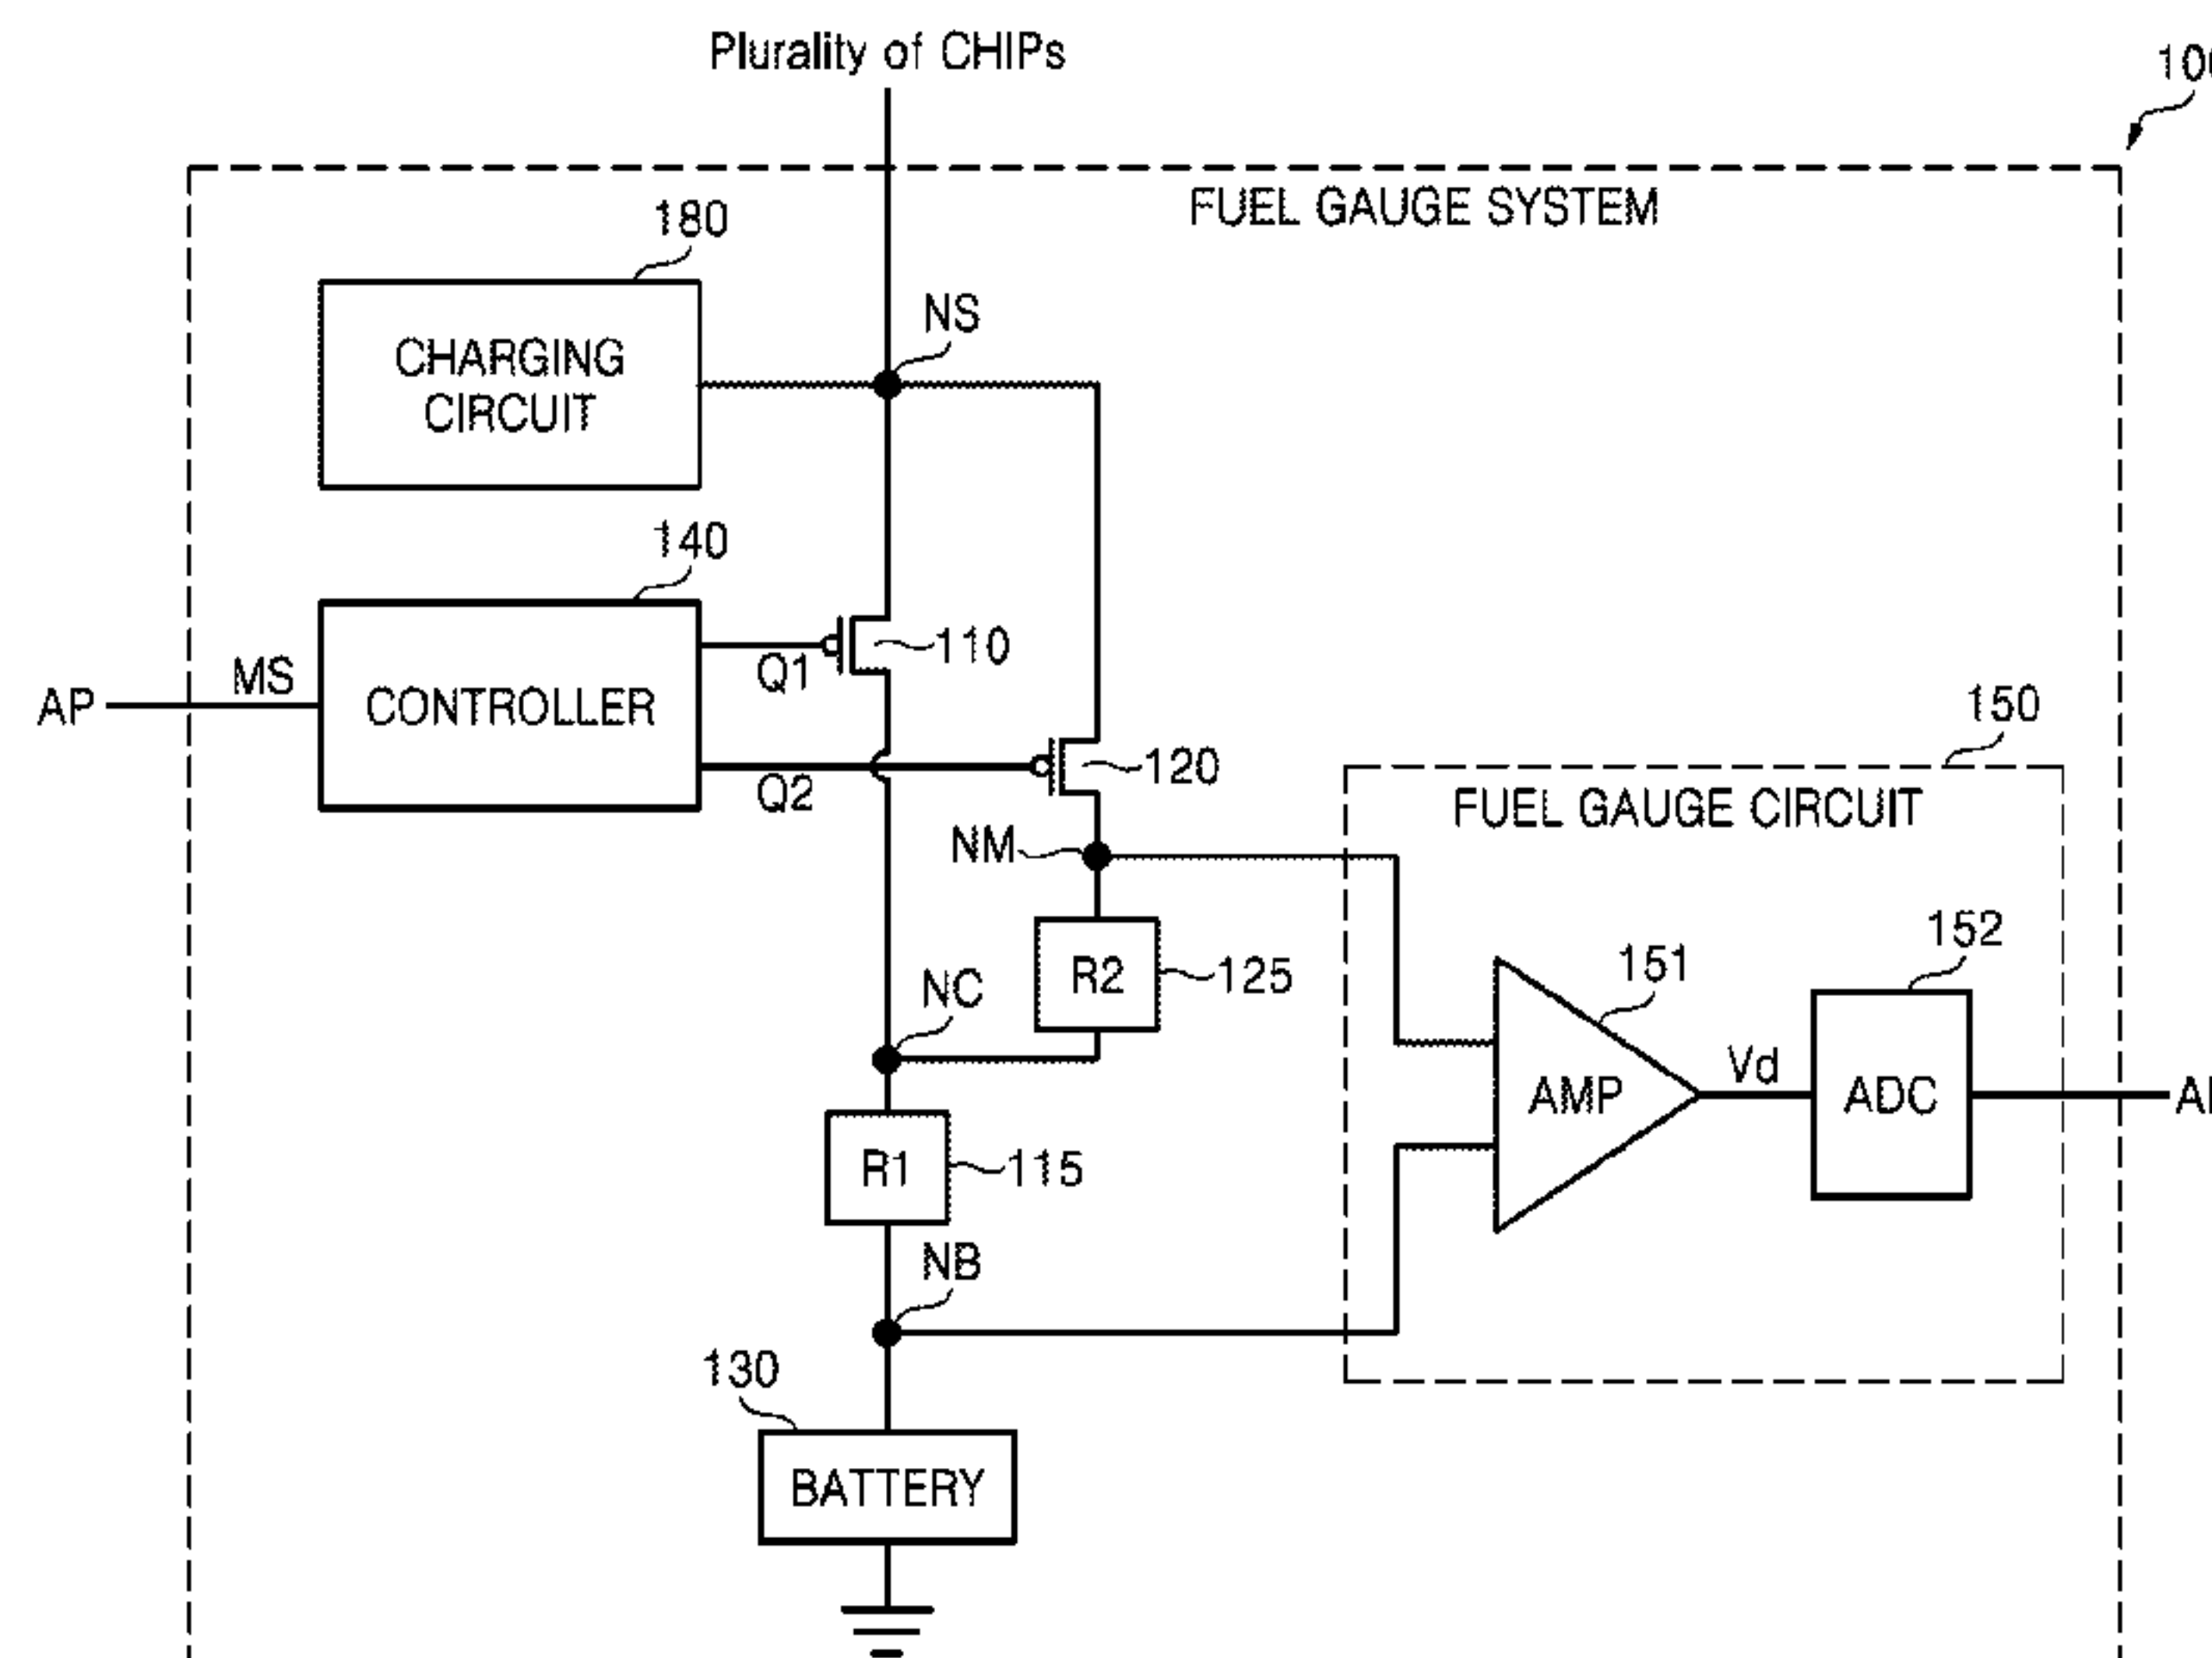 Plurality of CHIPs
FUEL GAUGE SYSTEM
180
CHARGING
CIRCUIT
NS
140
CONTROLLER
AP
MS
Q1
110
Q2
120
150
FUEL GAUGE CIRCUIT
NM
R2
125
NC
R1
115
151
AMP
Vd
152
ADC
NB
130
BATTERY